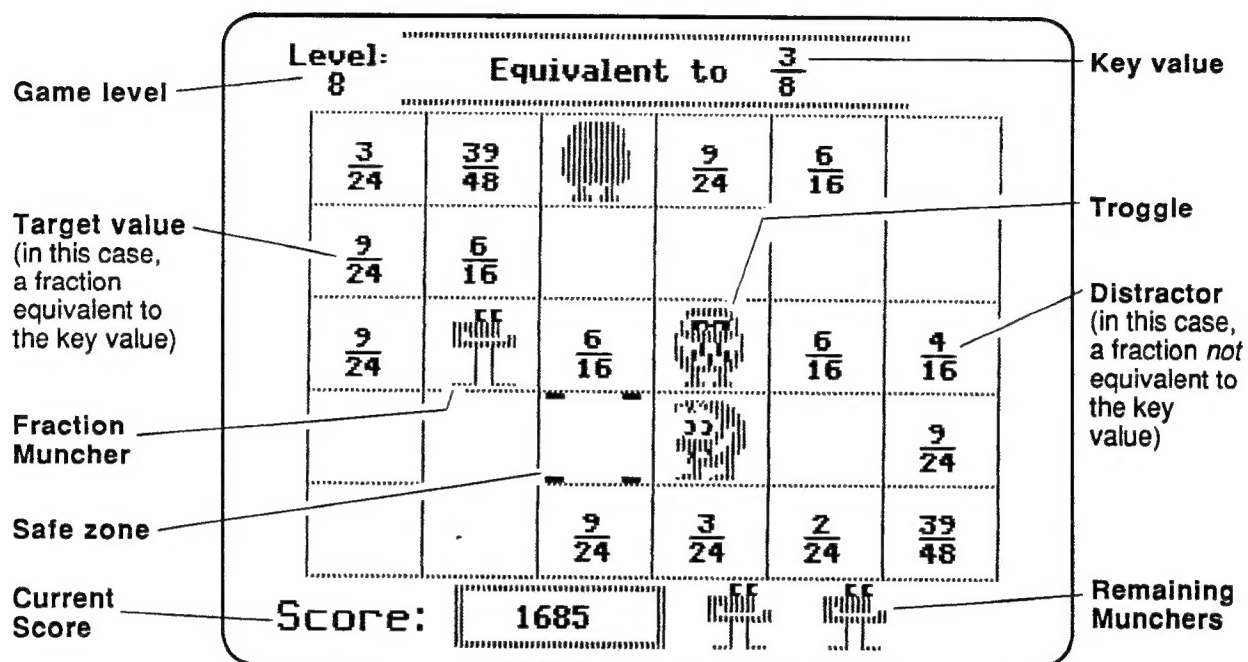 Level:
8
Equivalent to 3/8
Key value
Game level
3/24 39/48 9/24 6/16
Target value
(in this case,
a fraction
equivalent to
the key value)
9/24 6/16
Troggle
Distractor
(in this case,
a fraction not
equivalent to
the key
value)
9/24 6/16 6/16 4/16
Fraction
Muncher
9/24
Safe zone
9/24 3/24 2/24 39/48
Current
Score
Score: 1685
Remaining
Munchers